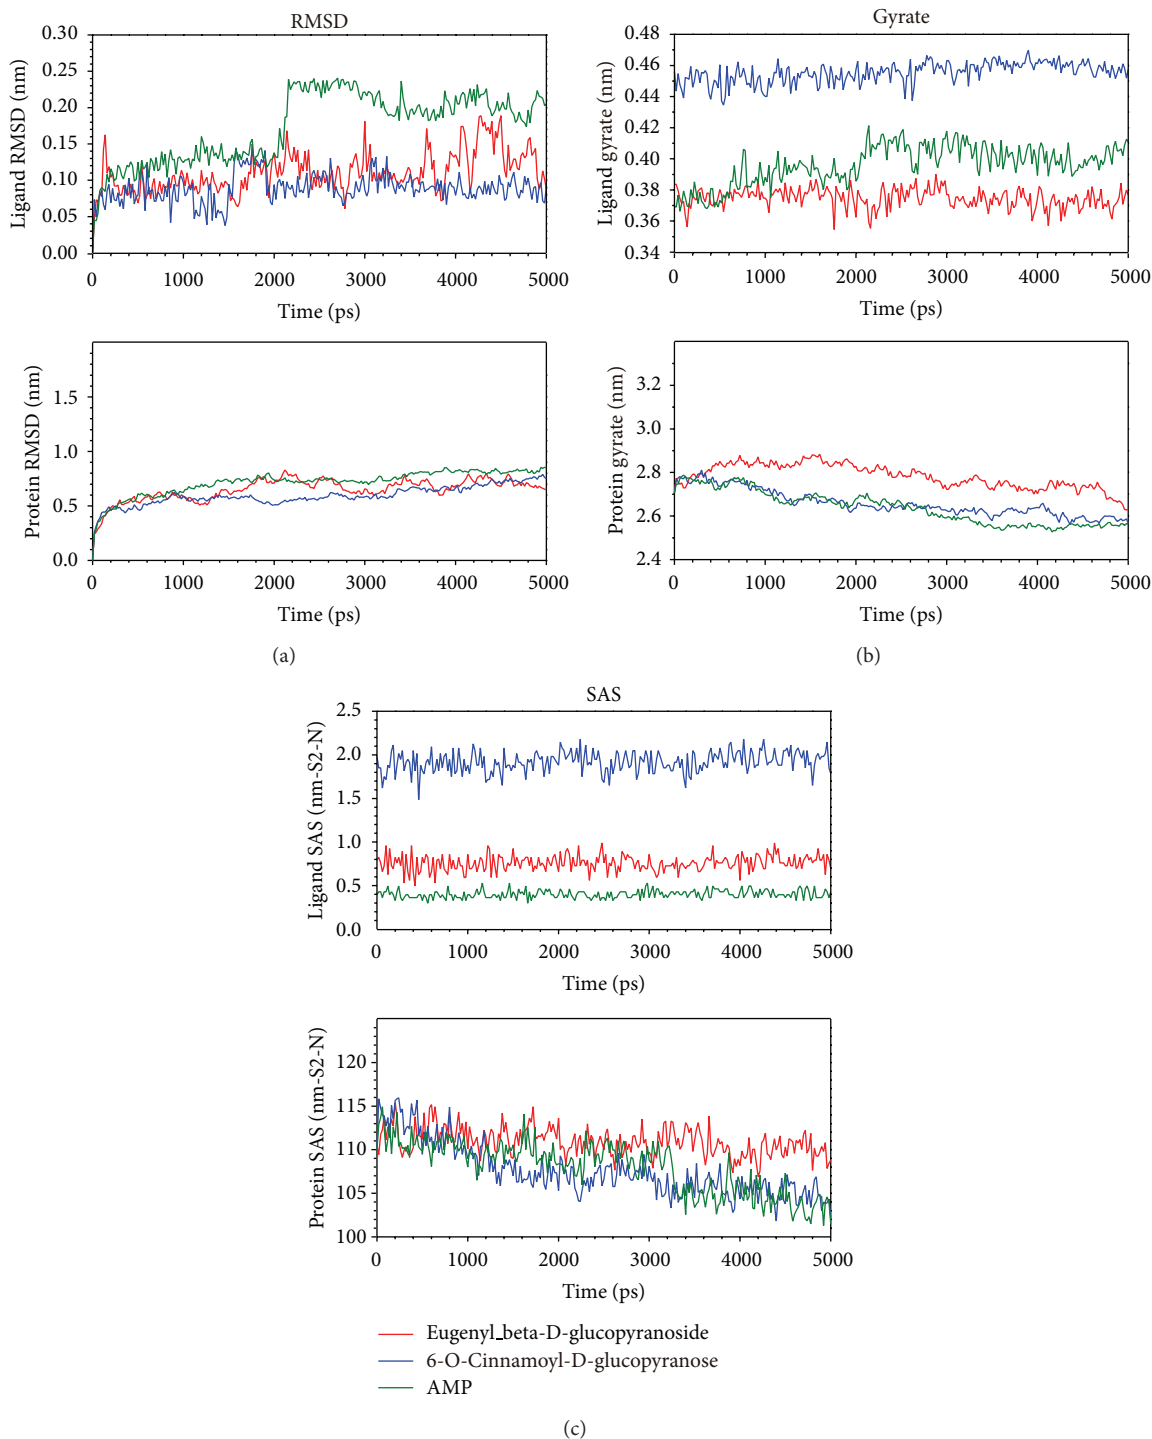 RMSD
Ligand RMSD (nm)
0.30
0.25
0.20
0.15
0.10
0.05
0.00
0 1000 2000 3000 4000 5000
Time (ps)
Gyrate
Ligand gyrate (nm)
0.48
0.46
0.44
0.42
0.40
0.38
0.36
0.34
0 1000 2000 3000 4000 5000
Time (ps)
Protein RMSD (nm)
1.5
1.0
0.5
0.0
0 1000 2000 3000 4000 5000
Time (ps)
(a)
Protein gyrate (nm)
3.2
3.0
2.8
2.6
2.4
0 1000 2000 3000 4000 5000
Time (ps)
(b)
SAS
Ligand SAS (nm-S2-N)
2.5
2.0
1.5
1.0
0.5
0.0
0 1000 2000 3000 4000 5000
Time (ps)
Protein SAS (nm-S2-N)
120
115
110
105
100
0 1000 2000 3000 4000 5000
Time (ps)
Eugenyl_beta-D-glucopyranoside
6-O-Cinnamoyl-D-glucopyranose
AMP
(c)